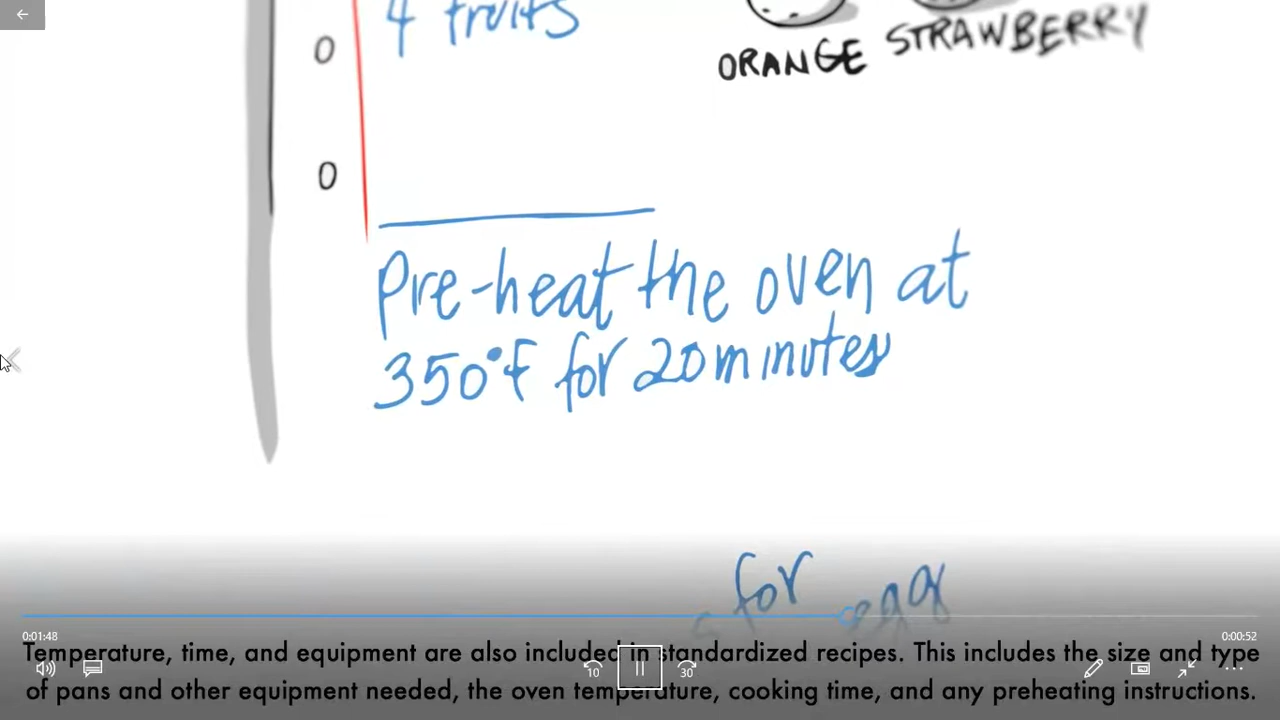 0
4 fruits
ORANGE STRAWBERRY
0
Pre-heat the oven at
350°F for 20 minutes
for
0:01:48
0:00:52
Temperature, time, and equipment are also included in standardized recipes. This includes the size and type
of pans and other equipment needed, the oven temperature, cooking time, and any preheating instructions.
10
30